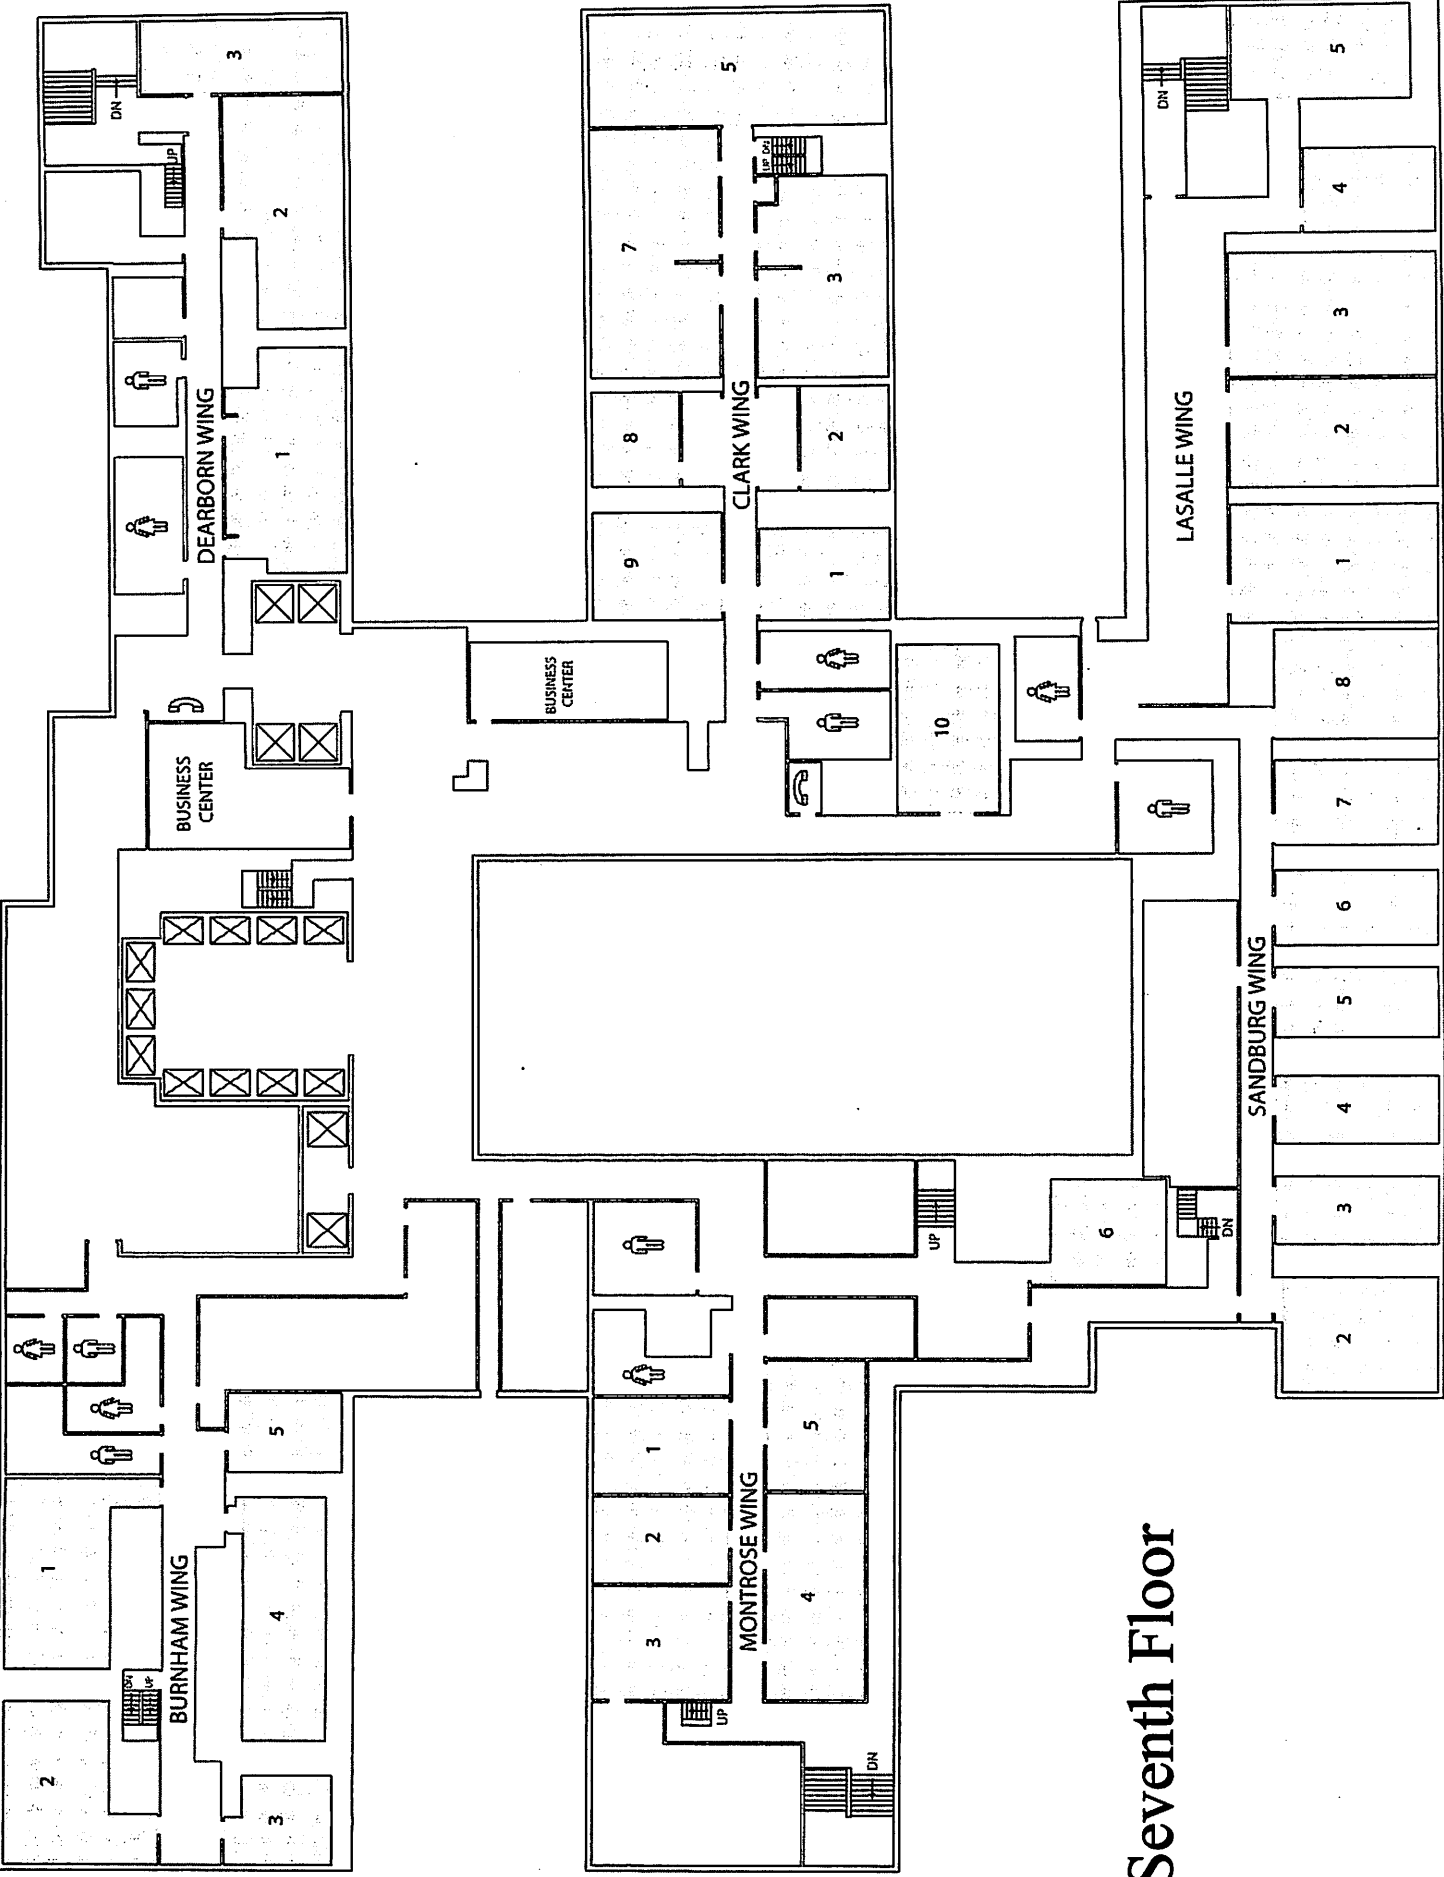 BURNHAM WING
2
1
DN
UP
3
4
5
BUSINESS
CENTER
DEARBORN WING
1
2
3
UP
DN
MONTROSE WING
3
2
1
4
5
6
UP
DN
UP
BUSINESS
CENTER
CLARK WING
9
8
7
5
UP DN
1
2
3
10
Seventh Floor
SANDBURG WING
DN
2
3
4
5
6
7
8
LASALLE WING
1
2
3
4
5
DN